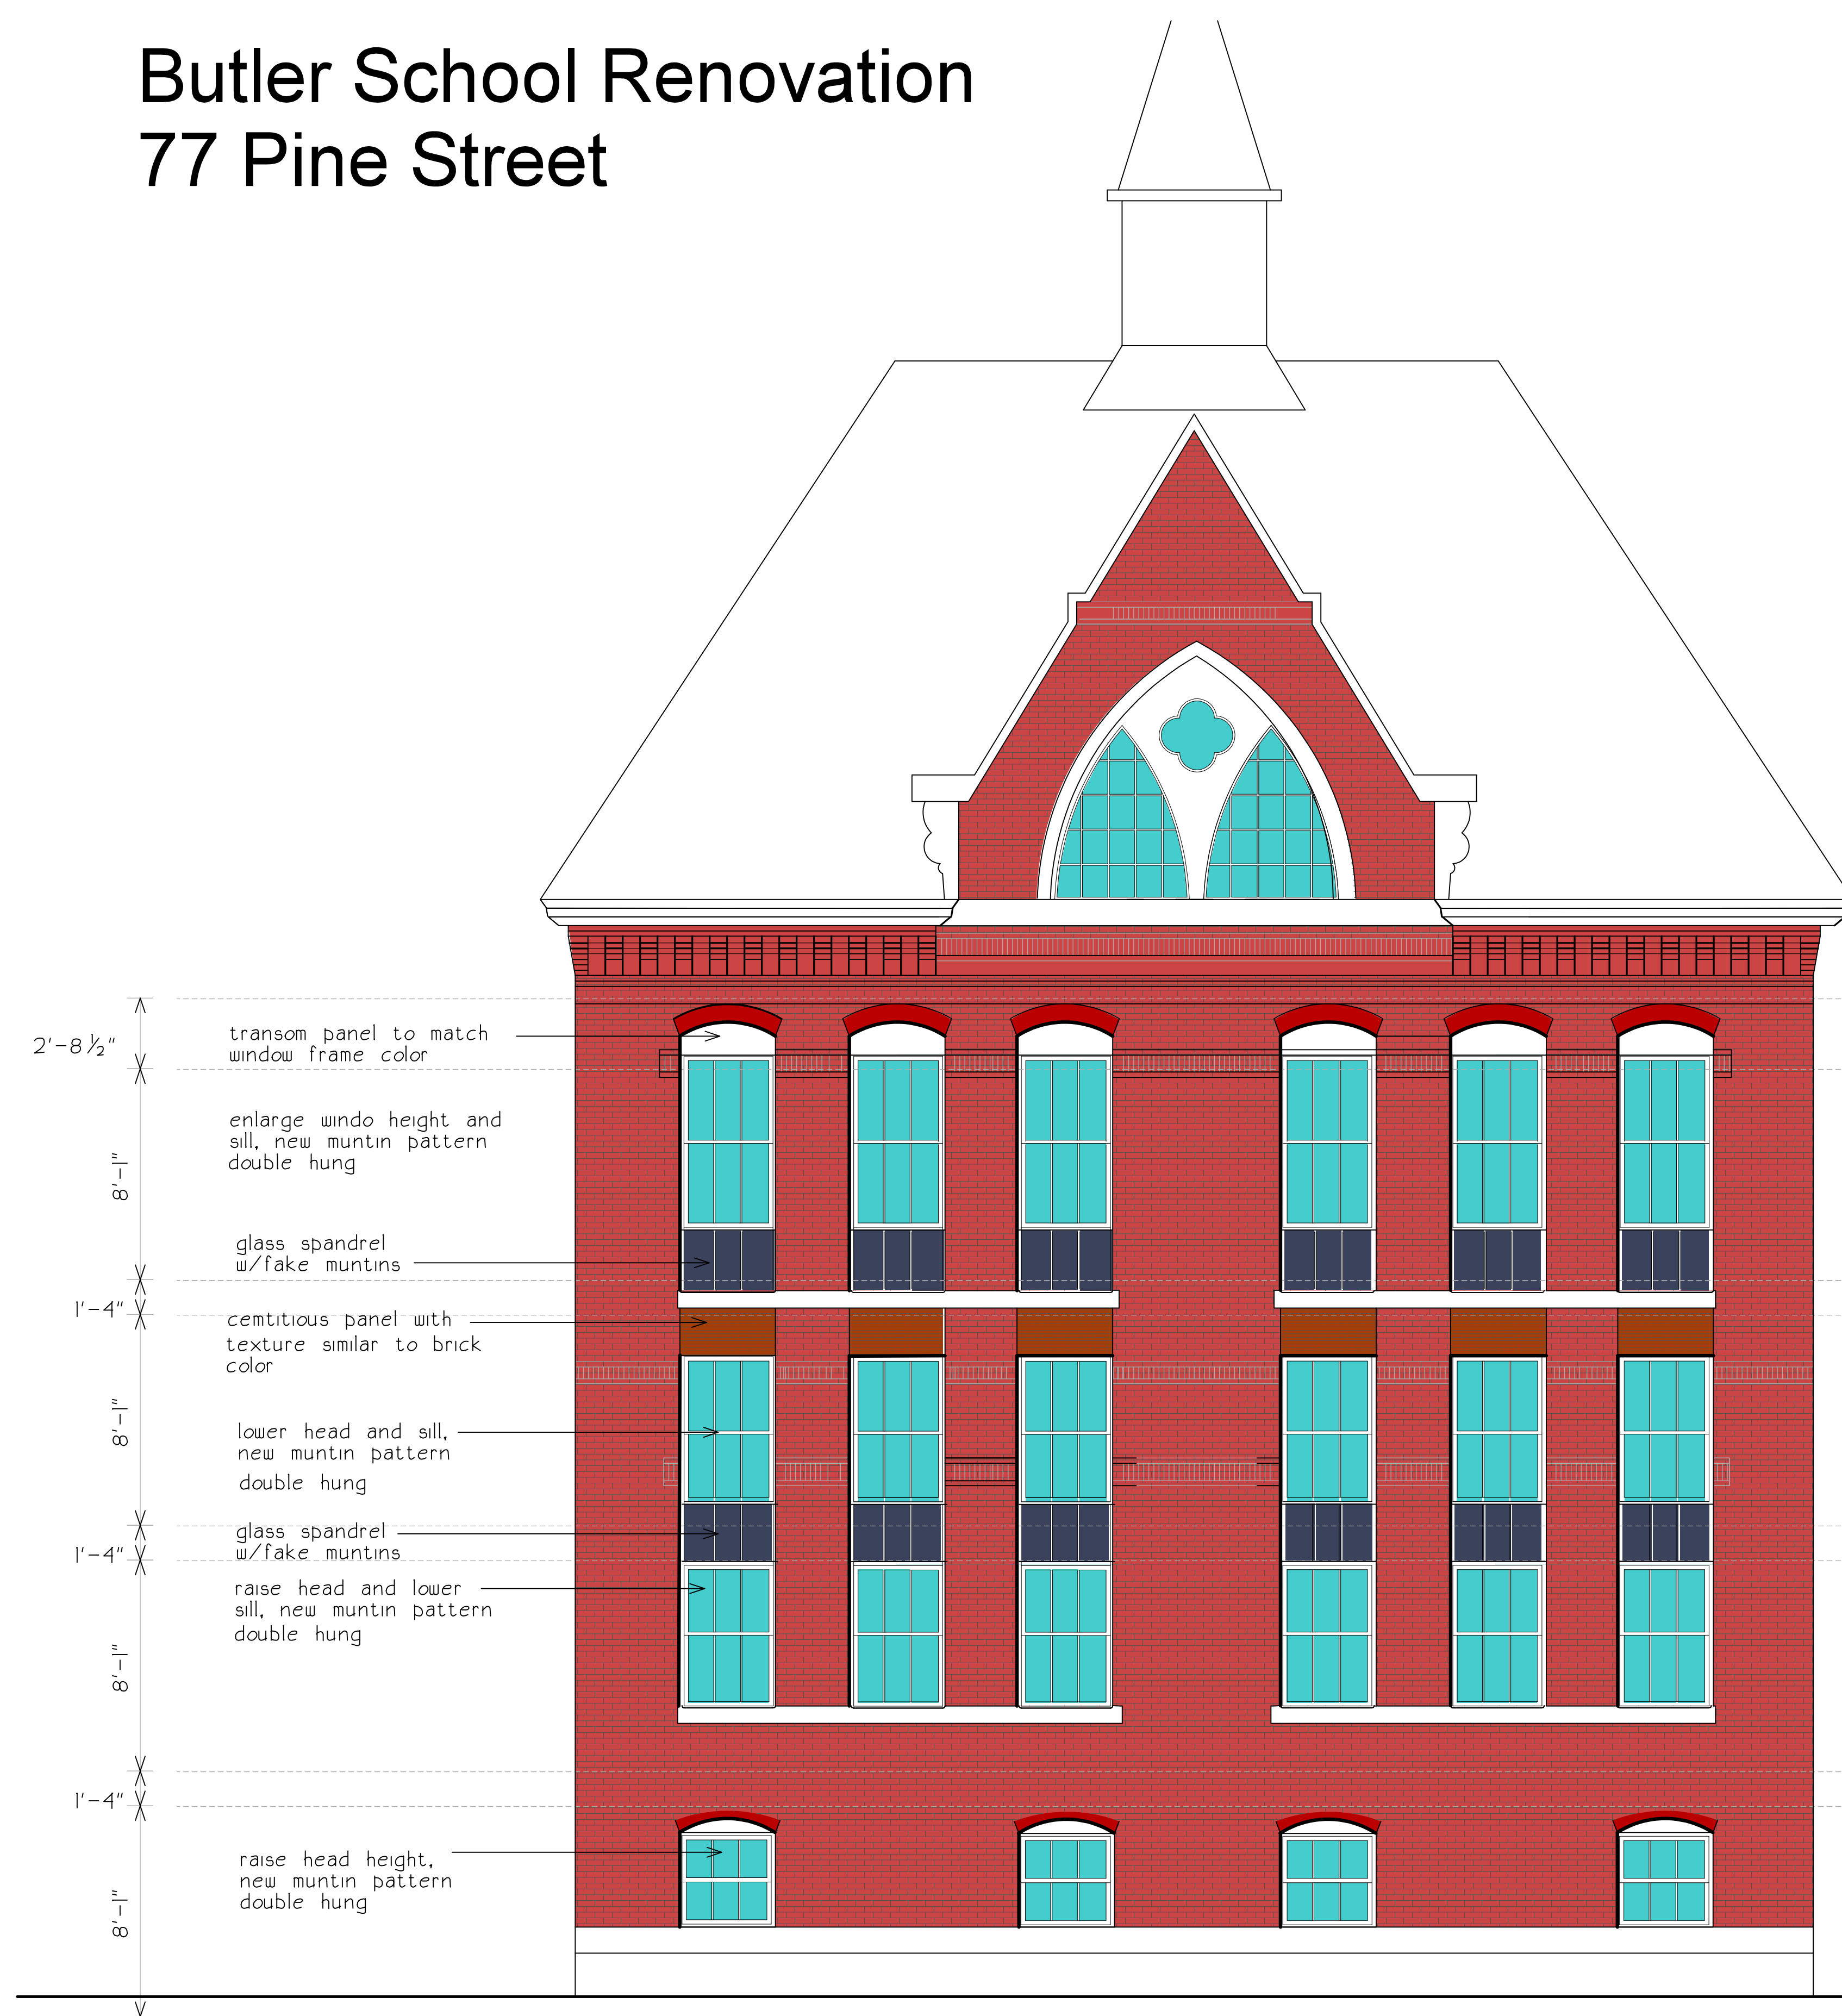 Butler School Renovation
77 Pine Street
2'-8½"
transom panel to match
window frame color
enlarge windo height and
sill, new muntin pattern
double hung
8'-1"
glass spandrel
w/fake muntins
1'-4"
cemtitious panel with
texture similar to brick
color
8'-1"
lower head and sill,
new muntin pattern
double hung
glass spandrel
w/fake muntins
1'-4"
raise head and lower
sill, new muntin pattern
double hung
8'-1"
1'-4"
raise head height,
new muntin pattern
double hung
8'-1"